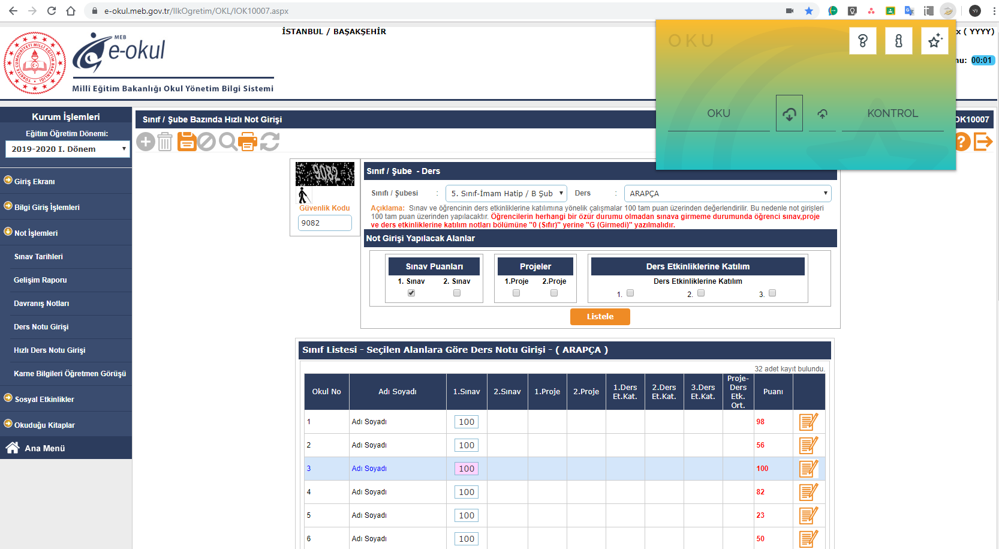 e-okul.meb.gov.tr/IlkOgretim/OKL/IOK10007.aspx
İSTANBUL / BAŞAKŞEHİR
x ( YYYY)
MEB
e-okul
Millî Eğitim Bakanlığı Okul Yönetim Bilgi Sistemi
nu: 00:01
OKU
OKU
KONTROL
Kurum İşlemleri
Eğitim Öğretim Dönemi:
2019-2020 I. Dönem
Giriş Ekranı
Bilgi Giriş İşlemleri
Not İşlemleri
Sınav Tarihleri
Gelişim Raporu
Davranış Notları
Ders Notu Girişi
Hızlı Ders Notu Girişi
Karne Bilgileri Öğretmen Görüşü
Sosyal Etkinlikler
Okuduğu Kitaplar
Ana Menü
Sınıf / Şube Bazında Hızlı Not Girişi
OK10007
9082
Güvenlik Kodu
9082
Sınıf / Şube - Ders
Sınıfı / Şubesi : 5. Sınıf-İmam Hatip / B Şub Ders : ARAPÇA
Açıklama: Sınav ve öğrencinin ders etkinliklerine katılımına yönelik çalışmalar 100 tam puan üzerinden değerlendirilir. Bu nedenle not girişleri
100 tam puan üzerinden yapılacaktır. Öğrencilerin herhangi bir özür durumu olmadan sınava girmeme durumunda öğrenci sınav,proje
ve ders etkinliklerine katılım notları bölümüne "0 (Sıfır)" yerine "G (Girmedi)" yazılmalıdır.
Not Girişi Yapılacak Alanlar
Sınav Puanları
1. Sınav 2. Sınav
Projeler
1.Proje 2.Proje
Ders Etkinliklerine Katılım
Ders Etkinliklerine Katılım
1. 2. 3.
Listele
Sınıf Listesi - Seçilen Alanlara Göre Ders Notu Girişi - ( ARAPÇA )
32 adet kayıt bulundu.
Okul No Adı Soyadı 1.Sınav 2.Sınav 1.Proje 2.Proje 1.Ders Et.Kat. 2.Ders Et.Kat. 3.Ders Et.Kat. Proje-Ders Etk. Ort. Puanı
1 Adı Soyadı 100 98
2 Adı Soyadı 100 56
3 Adı Soyadı 100 100
4 Adı Soyadı 100 82
5 Adı Soyadı 100 23
6 Adı Soyadı 100 50